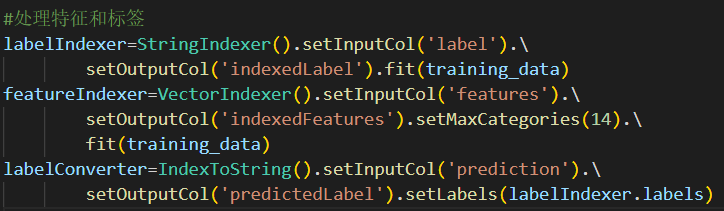 #处理特征和标签
labelIndexer=StringIndexer().setInputCol('label').\
        setOutputCol('indexedLabel').fit(training_data)
featureIndexer=VectorIndexer().setInputCol('features').\
        setOutputCol('indexedFeatures').setMaxCategories(14).\
        fit(training_data)
labelConverter=IndexToString().setInputCol('prediction').\
        setOutputCol('predictedLabel').setLabels(labelIndexer.labels)